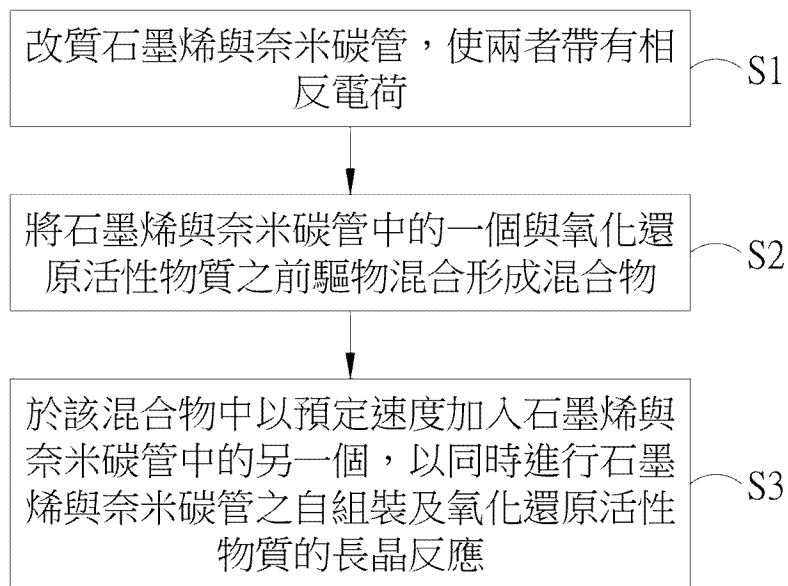 改質石墨烯與奈米碳管，使兩者帶有相
反電荷
S1
將石墨烯與奈米碳管中的一個與氧化還
原活性物質之前驅物混合形成混合物
S2
於該混合物中以預定速度加入石墨烯與
奈米碳管中的另一個，以同時進行石墨
烯與奈米碳管之自組裝及氧化還原活性
物質的長晶反應
S3